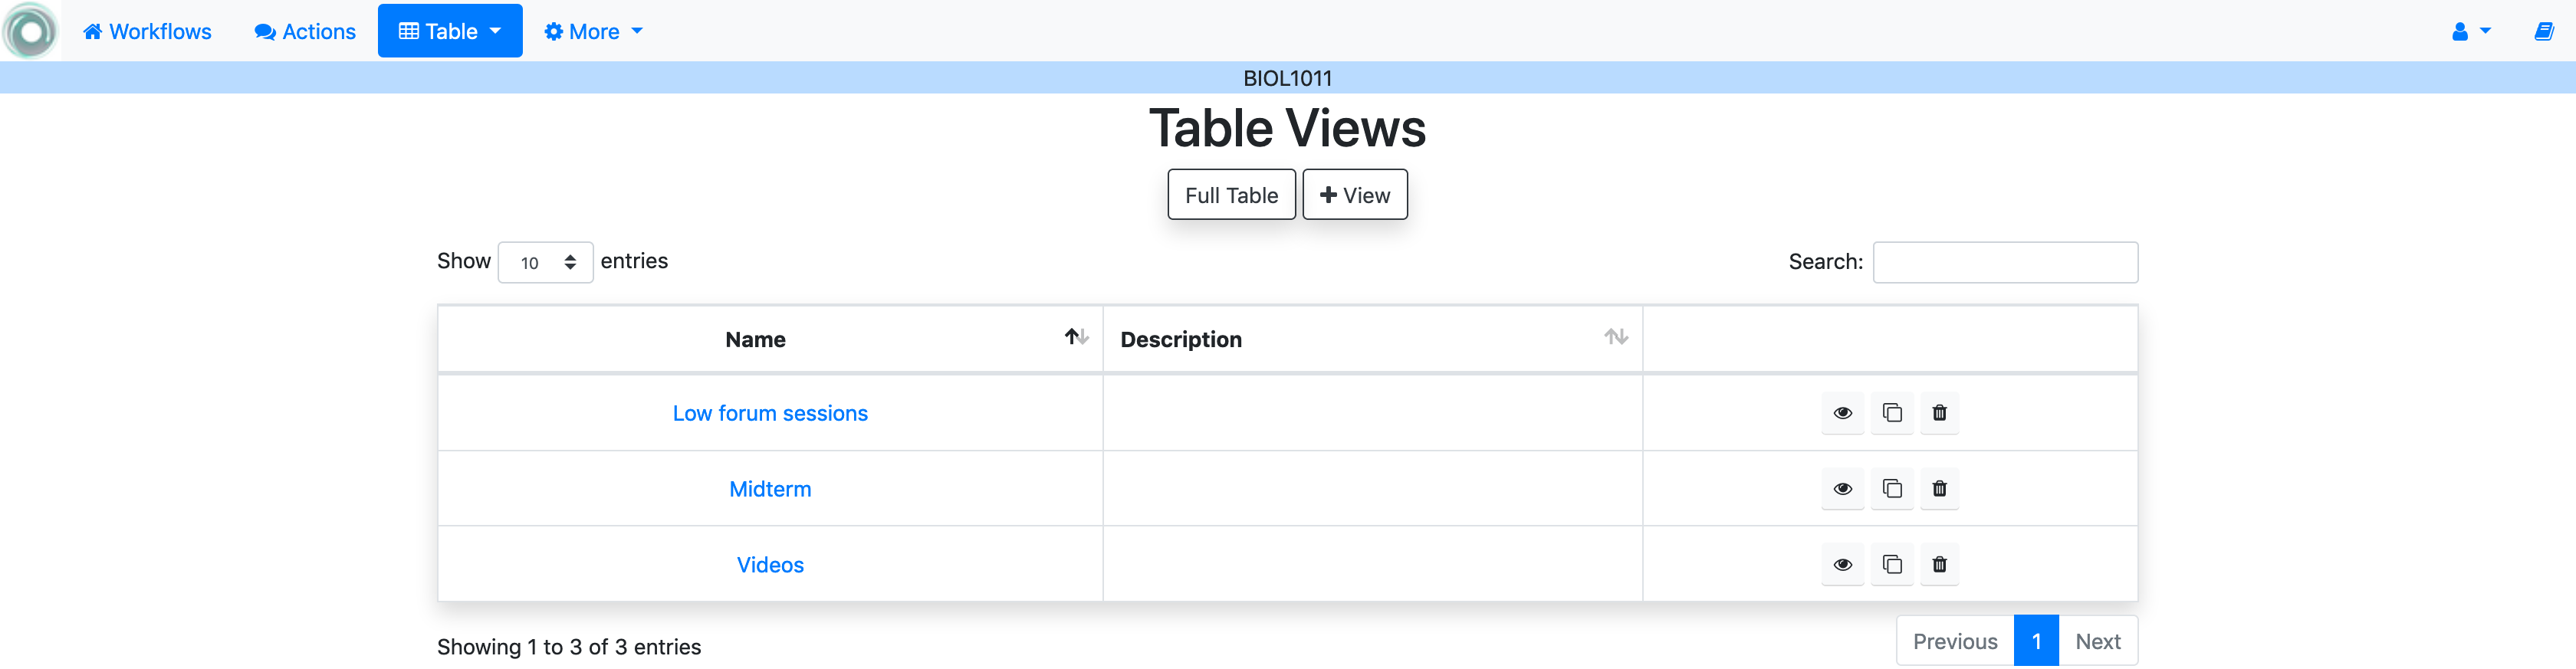 Workflows Actions Table More
BIOL1011
Table Views
Full Table View
Show 10 entries Search:
Name Description
Low forum sessions
Midterm
Videos
Showing 1 to 3 of 3 entries Previous 1 Next